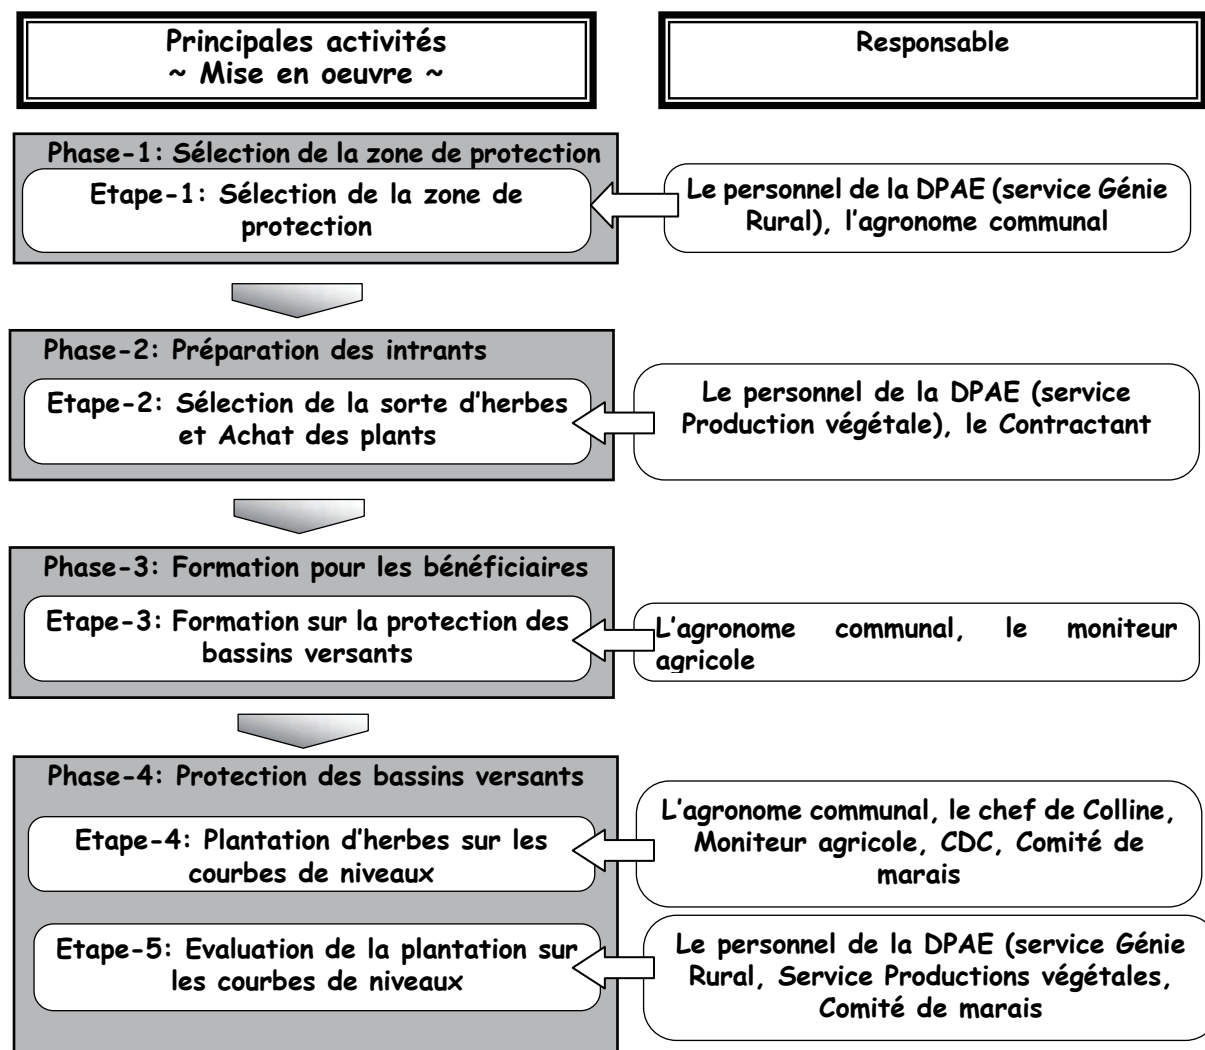 Principales activités
~ Mise en oeuvre ~
Responsable
Phase-1: Sélection de la zone de protection
Etape-1: Sélection de la zone de
protection
Le personnel de la DPAE (service Génie
Rural), l'agronome communal
Phase-2: Préparation des intrants
Etape-2: Sélection de la sorte d'herbes
et Achat des plants
Le personnel de la DPAE (service
Production végétale), le Contractant
Phase-3: Formation pour les bénéficiaires
Etape-3: Formation sur la protection des
bassins versants
L'agronome communal, le moniteur
agricole
Phase-4: Protection des bassins versants
Etape-4: Plantation d'herbes sur les
courbes de niveaux
L'agronome communal, le chef de Colline,
Moniteur agricole, CDC, Comité de
marais
Etape-5: Evaluation de la plantation sur
les courbes de niveaux
Le personnel de la DPAE (service Génie
Rural, Service Productions végétales,
Comité de marais